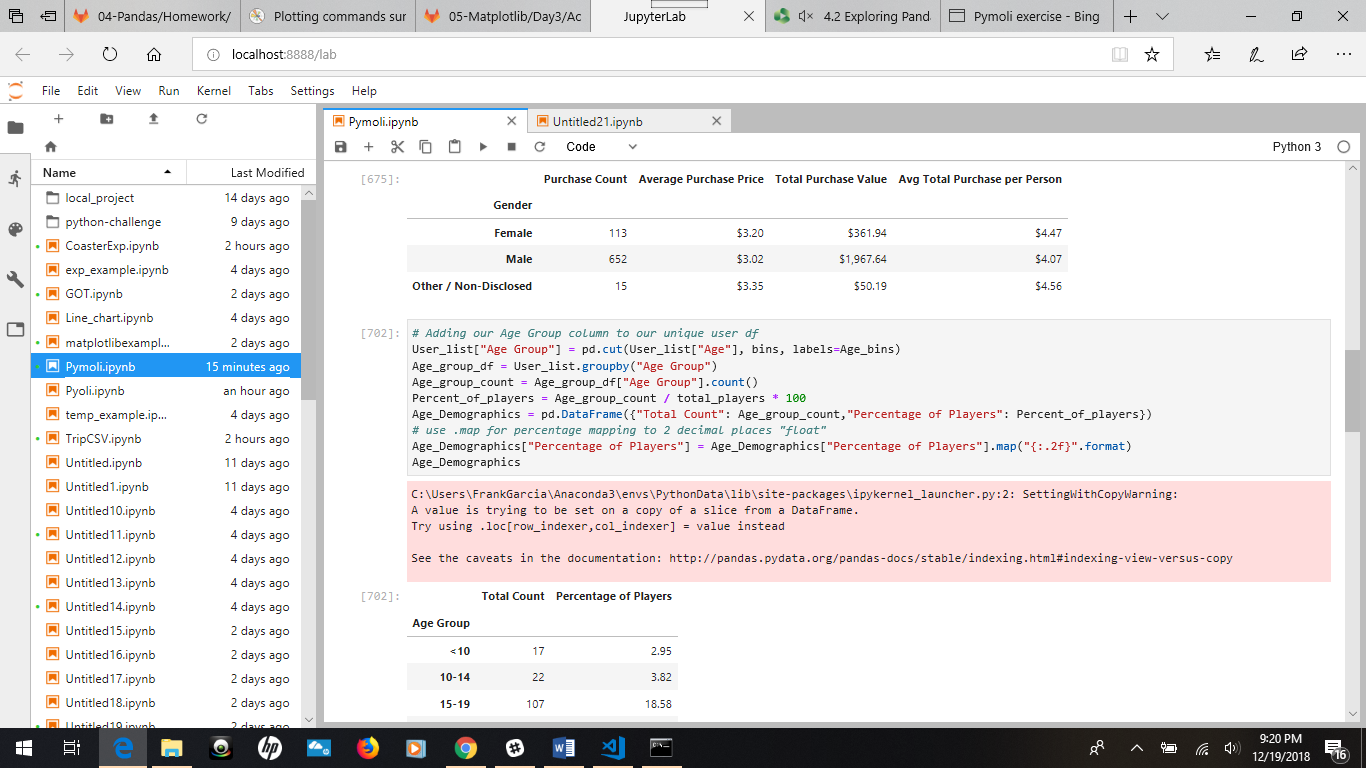 04-Pandas/Homework/
Plotting commands sur
05-Matplotlib/Day3/Ac
JupyterLab
4.2 Exploring Pand
Pymoli exercise - Bing
localhost:8888/lab
File Edit View Run Kernel Tabs Settings Help
Pymoli.ipynb
Untitled21.ipynb
Code
Python 3
Name Last Modified
local_project 14 days ago
python-challenge 9 days ago
CoasterExp.ipynb 2 hours ago
exp_example.ipynb 4 days ago
GOT.ipynb 2 days ago
Line_chart.ipynb 4 days ago
matplotlibexampl... 2 days ago
Pymoli.ipynb 15 minutes ago
Pyoli.ipynb an hour ago
temp_example.ip... 4 days ago
TripCSV.ipynb 2 hours ago
Untitled.ipynb 11 days ago
Untitled1.ipynb 11 days ago
Untitled10.ipynb 4 days ago
Untitled11.ipynb 4 days ago
Untitled12.ipynb 4 days ago
Untitled13.ipynb 4 days ago
Untitled14.ipynb 4 days ago
Untitled15.ipynb 2 days ago
Untitled16.ipynb 2 days ago
Untitled17.ipynb 2 days ago
Untitled18.ipynb 2 days ago
Untitled19.ipynb 2 days ago
[675]:
Purchase Count Average Purchase Price Total Purchase Value Avg Total Purchase per Person
Gender
Female 113 $3.20 $361.94 $4.47
Male 652 $3.02 $1,967.64 $4.07
Other / Non-Disclosed 15 $3.35 $50.19 $4.56
[702]:
# Adding our Age Group column to our unique user df
User_list["Age Group"] = pd.cut(User_list["Age"], bins, labels=Age_bins)
Age_group_df = User_list.groupby("Age Group")
Age_group_count = Age_group_df["Age Group"].count()
Percent_of_players = Age_group_count / total_players * 100
Age_Demographics = pd.DataFrame({"Total Count": Age_group_count,"Percentage of Players": Percent_of_players})
# use .map for percentage mapping to 2 decimal places "float"
Age_Demographics["Percentage of Players"] = Age_Demographics["Percentage of Players"].map("{:.2f}".format)
Age_Demographics
C:\Users\FrankGarcia\Anaconda3\envs\PythonData\lib\site-packages\ipykernel_launcher.py:2: SettingWithCopyWarning:
A value is trying to be set on a copy of a slice from a DataFrame.
Try using .loc[row_indexer,col_indexer] = value instead
See the caveats in the documentation: http://pandas.pydata.org/pandas-docs/stable/indexing.html#indexing-view-versus-copy
[702]:
Total Count Percentage of Players
Age Group
<10 17 2.95
10-14 22 3.82
15-19 107 18.58
hp
9:20 PM
12/19/2018
16